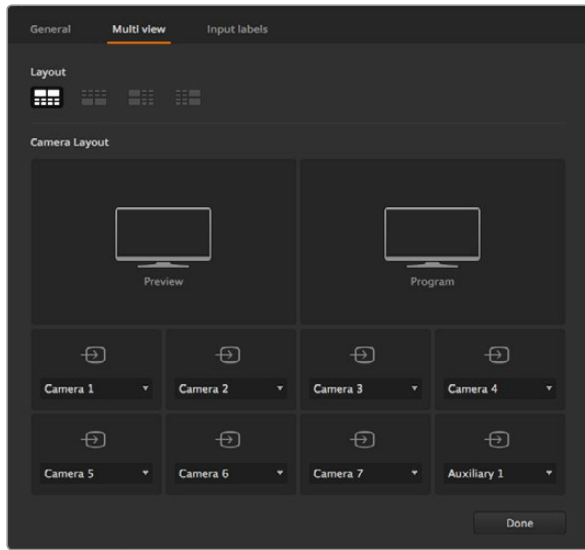 General Multi view Input labels
Layout
Camera Layout
Preview Program
Camera 1 Camera 2 Camera 3 Camera 4
Camera 5 Camera 6 Camera 7 Auxiliary 1
Done